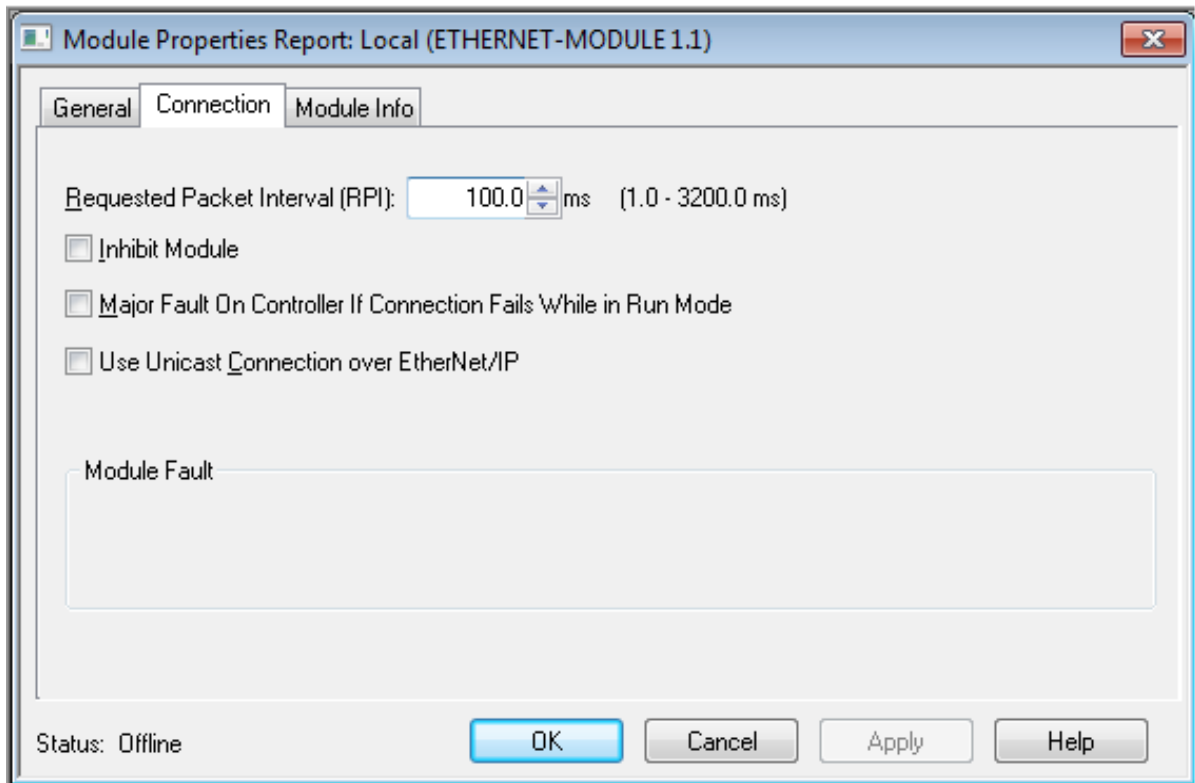 Module Properties Report: Local (ETHERNET-MODULE 1.1)
General Connection Module Info
Requested Packet Interval (RPI): 100.0 ms (1.0 - 3200.0 ms)
Inhibit Module
Major Fault On Controller If Connection Fails While in Run Mode
Use Unicast Connection over EtherNet/IP
Module Fault
Status: Offline OK Cancel Apply Help